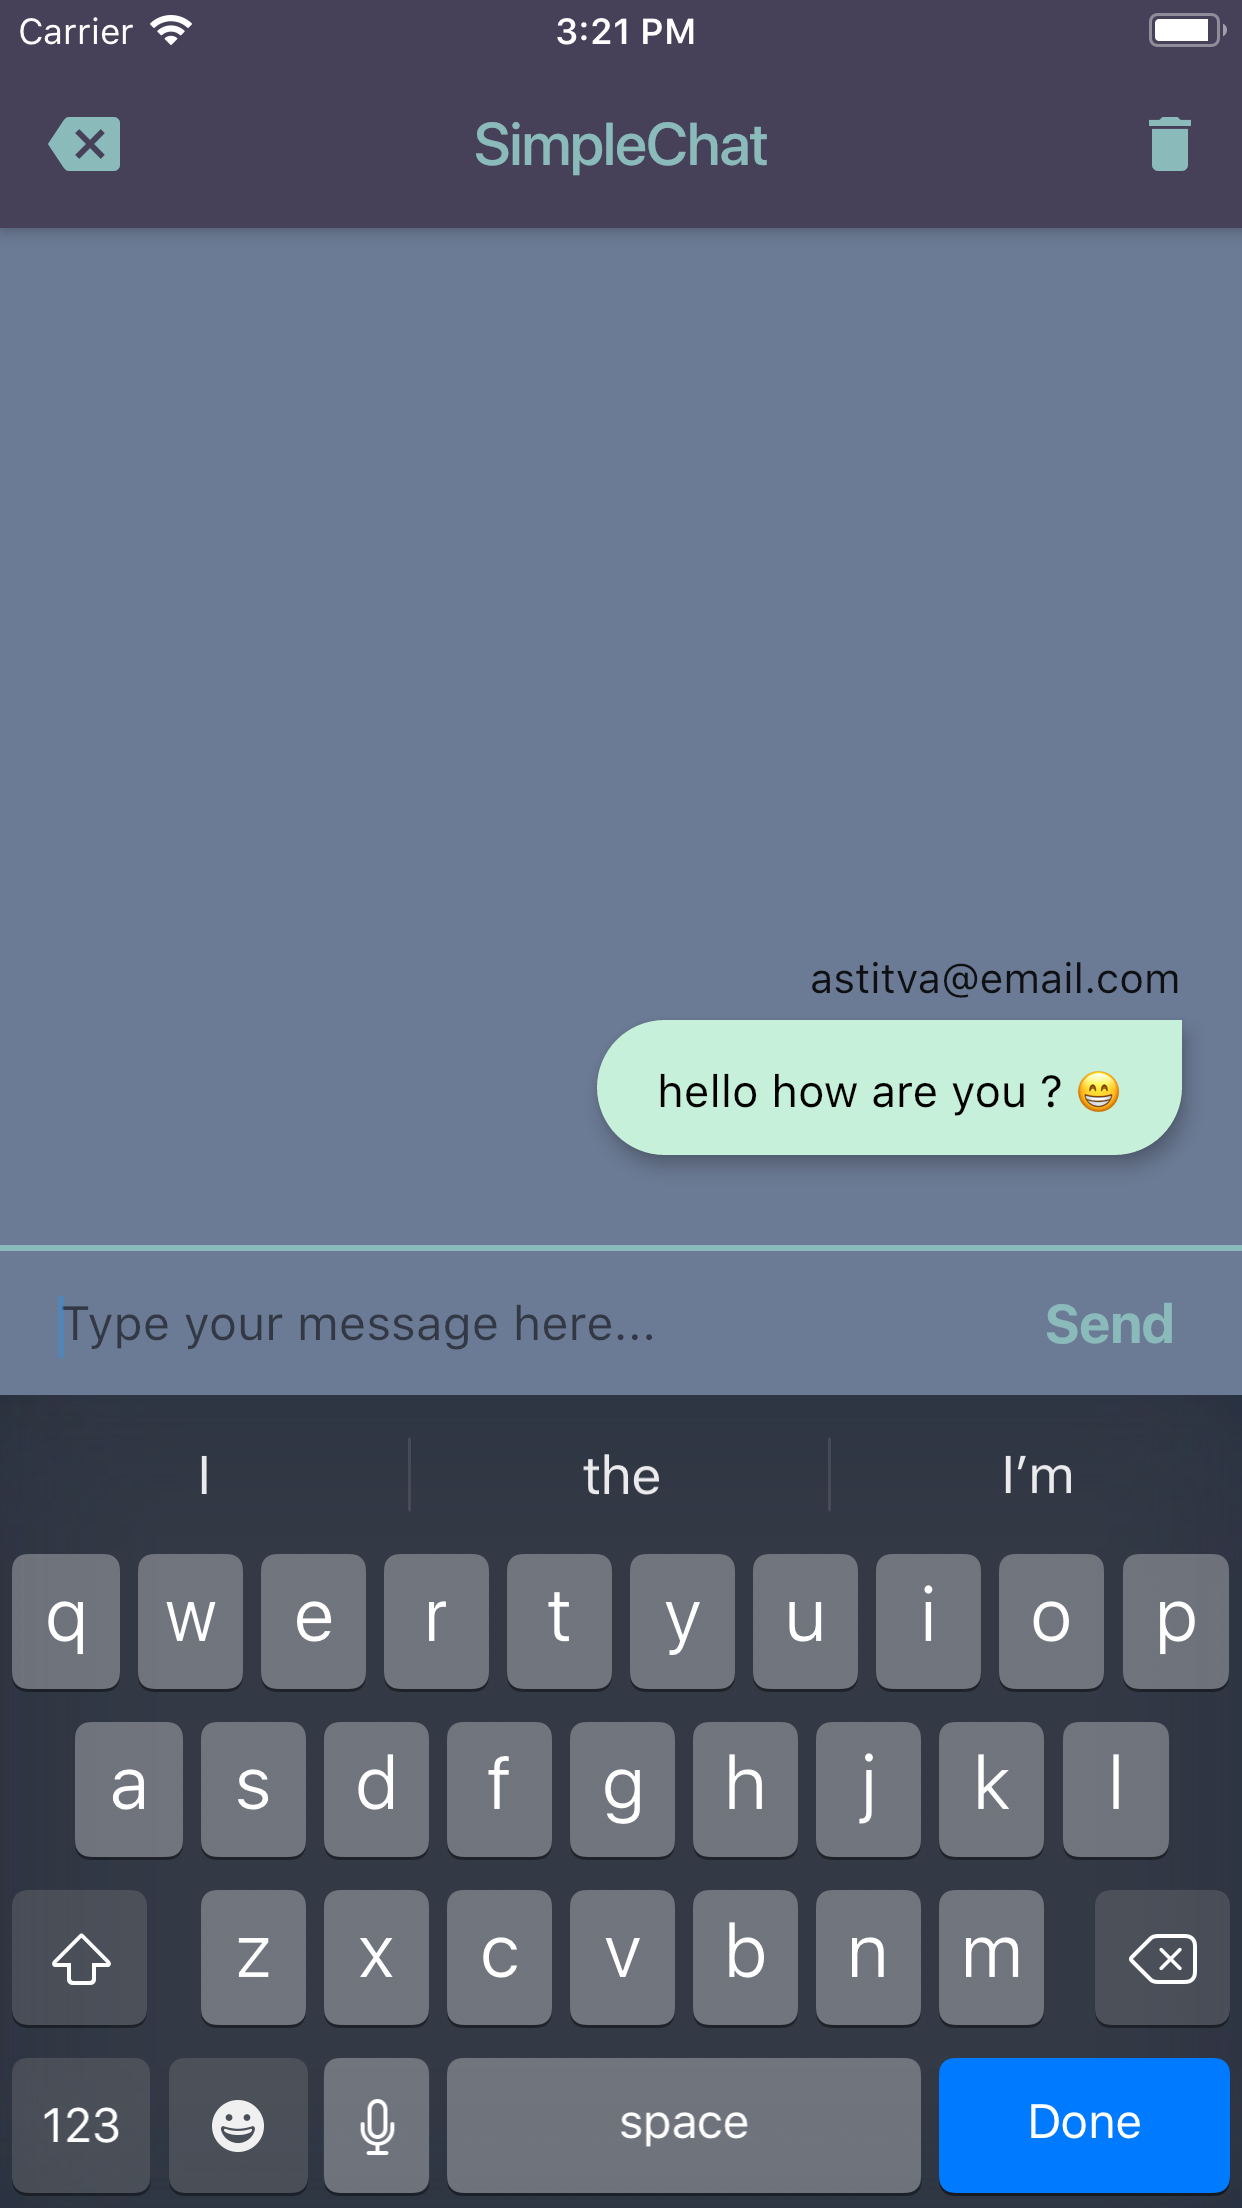 Carrier 3:21 PM
SimpleChat
astitva@email.com
hello how are you ? 😁
Type your message here...
Send
I the I’m
q w e r t y u i o p
a s d f g h j k l
z x c v b n m
123 space Done